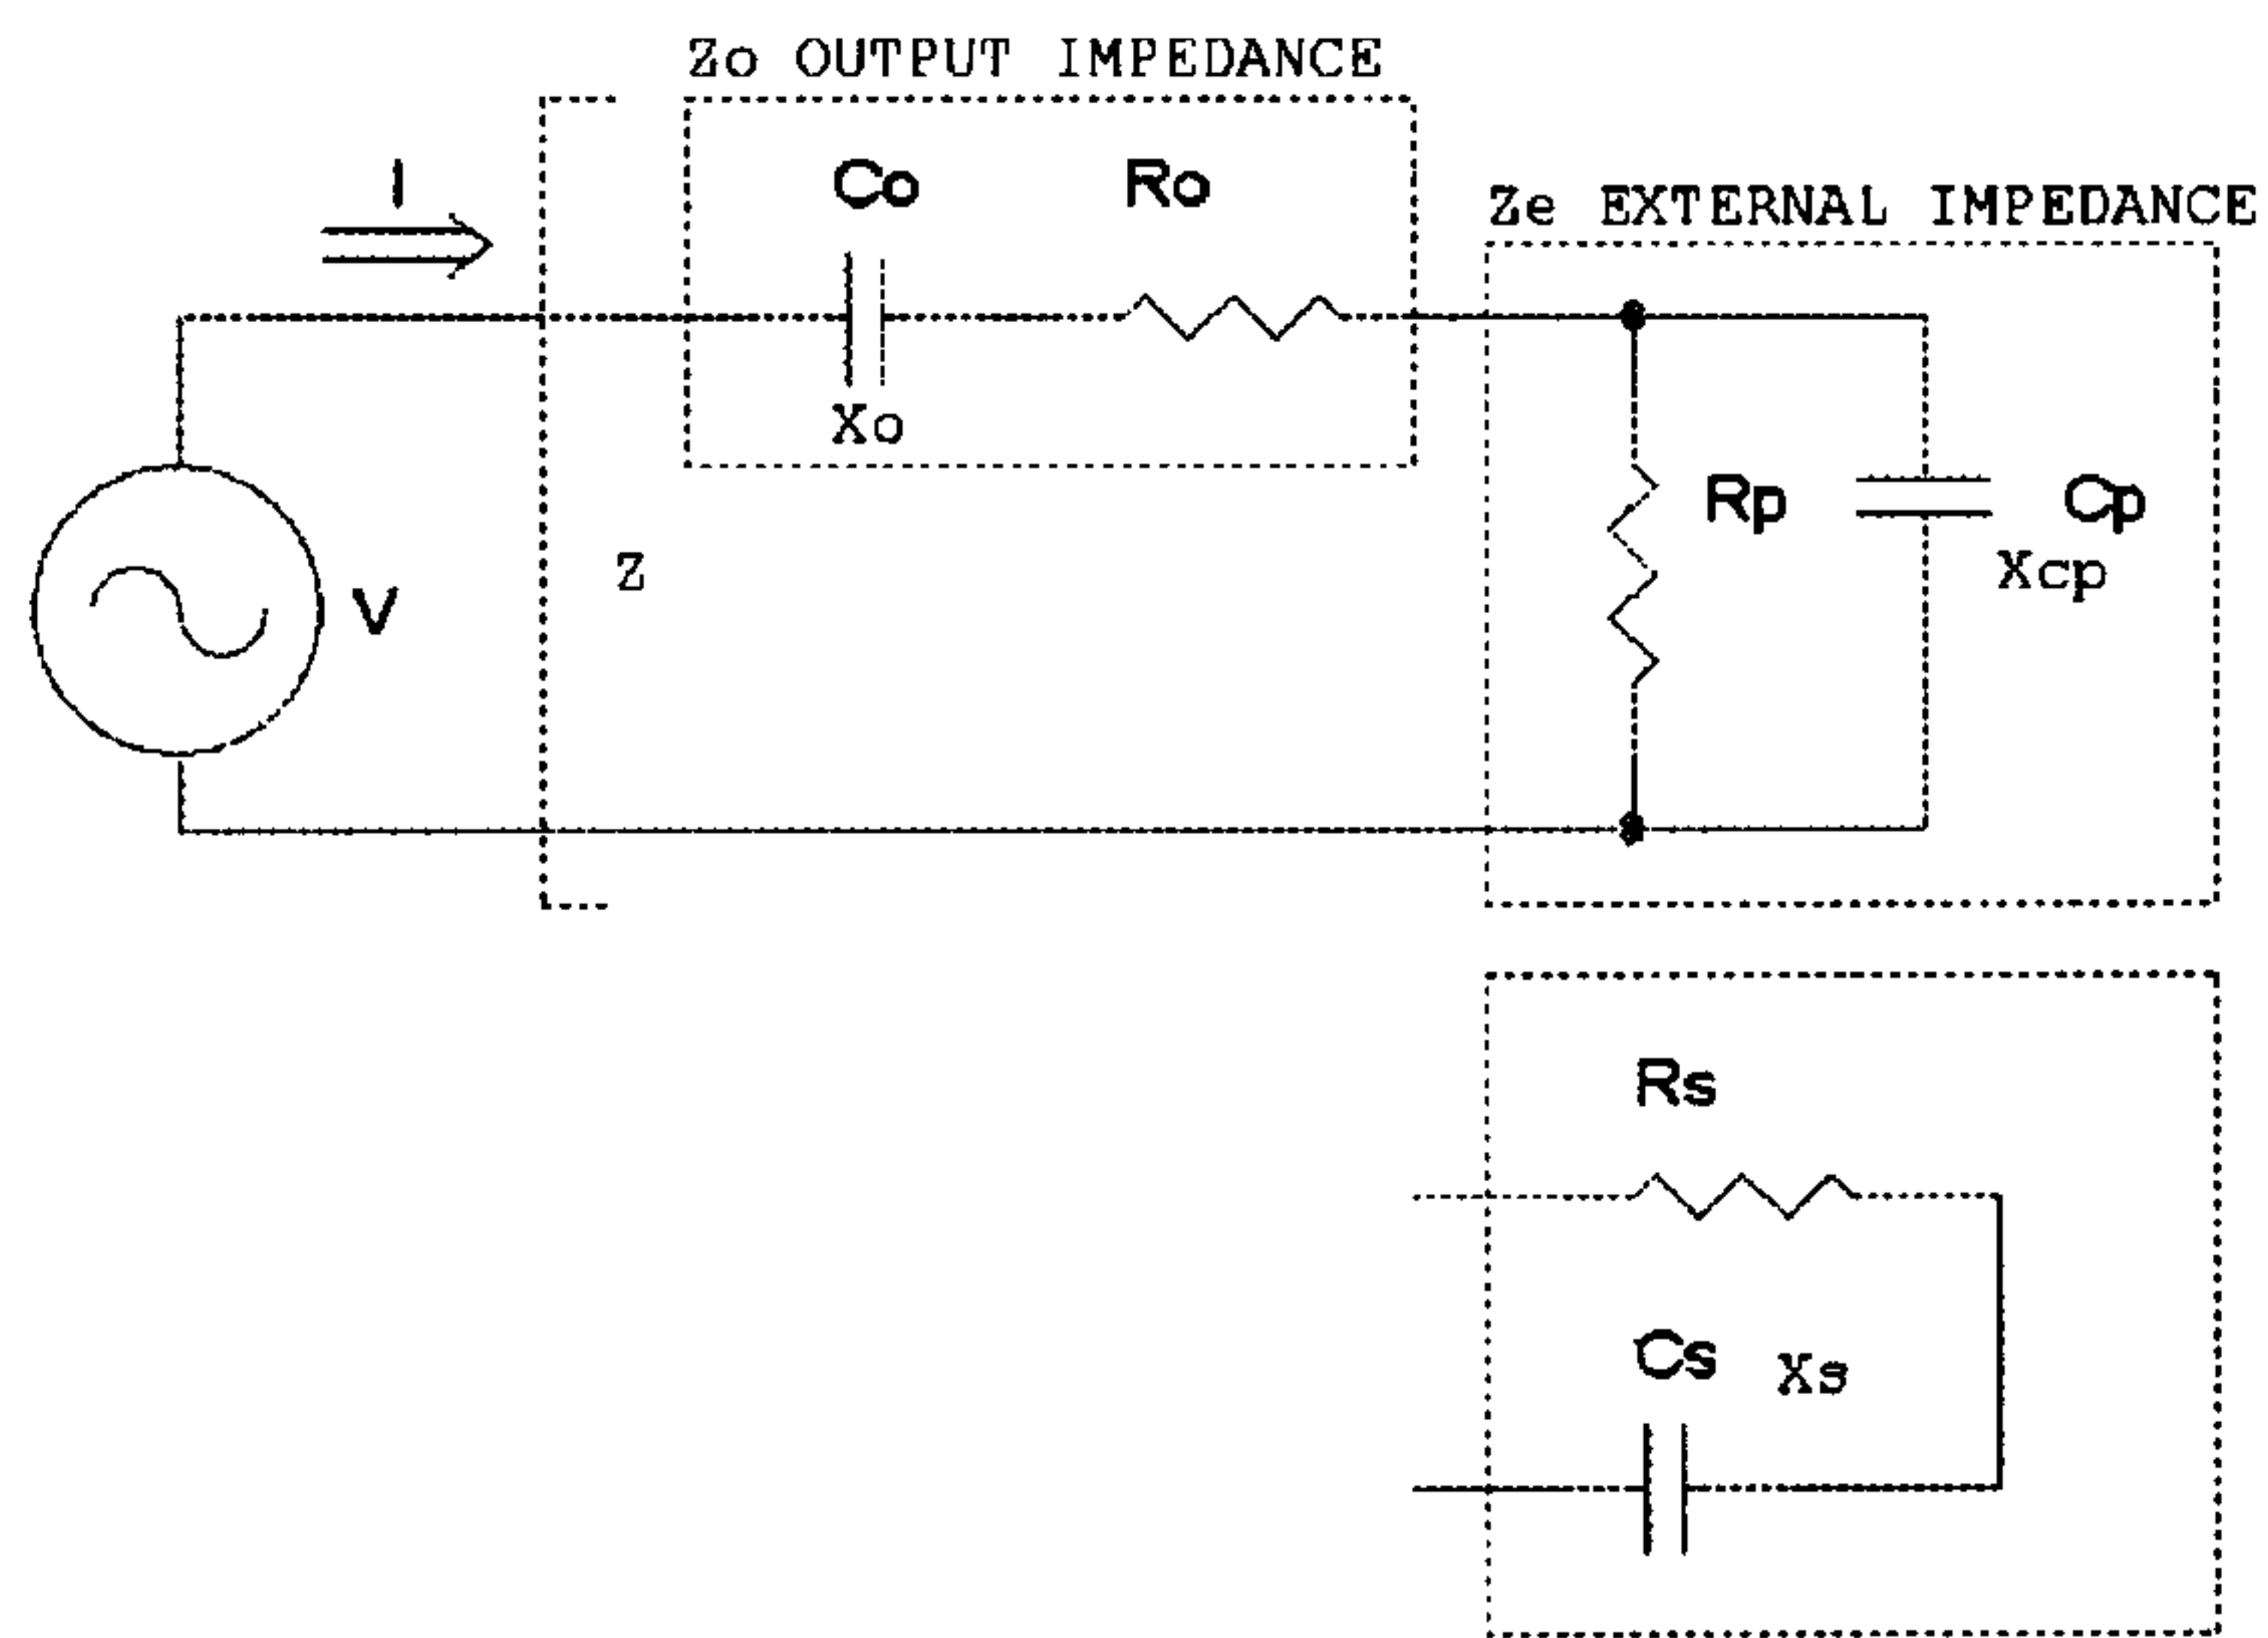 Zo OUTPUT IMPEDANCE
I
Co
Ro
Ze EXTERNAL IMPEDANCE
Xo
V
Z
Rp
Cp
Xcp
Rs
Cs
Xs